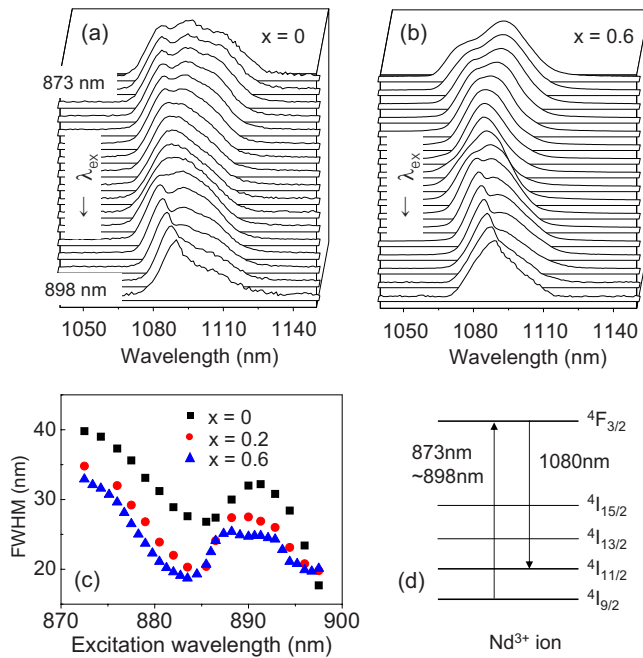 (a)
x = 0
873 nm
← λex
898 nm
1050 1080 1110 1140
Wavelength (nm)
(b)
x = 0.6
← λex
1050 1080 1110 1140
Wavelength (nm)
40
30
20
FWHM (nm)
x = 0
x = 0.2
x = 0.6
(c)
870 880 890 900
Excitation wavelength (nm)
⁴F₃/₂
873nm
~898nm
1080nm
⁴I₁₅/₂
⁴I₁₃/₂
⁴I₁₁/₂
⁴I₉/₂
(d)
Nd³⁺ ion